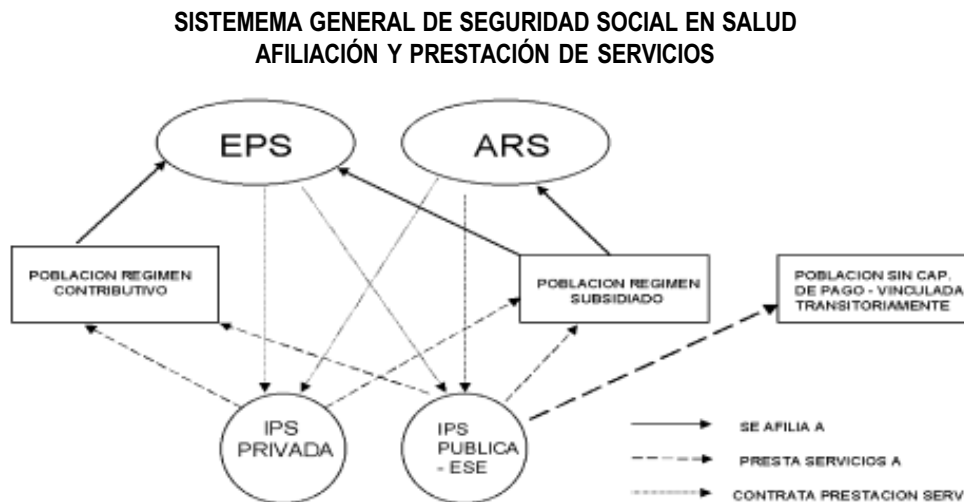 SISTEMEMA GENERAL DE SEGURIDAD SOCIAL EN SALUD
AFILIACIÓN Y PRESTACIÓN DE SERVICIOS
EPS
ARS
POBLACION REGIMEN
CONTRIBUTIVO
POBLACION REGIMEN
SUBSIDIADO
POBLACION SIN CAP.
DE PAGO - VINCULADA
TRANSITORIAMENTE
IPS
PRIVADA
IPS
PUBLICA
- ESE
SE AFILIA A
PRESTA SERVICIOS A
CONTRATA PRESTACION SERV